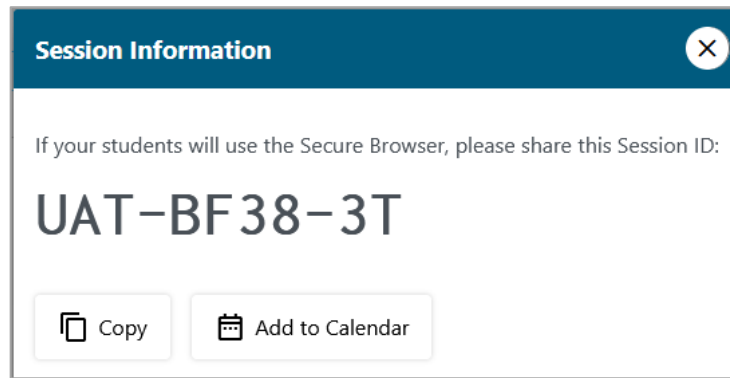 Session Information
If your students will use the Secure Browser, please share this Session ID:
UAT-BF38-3T
Copy
Add to Calendar